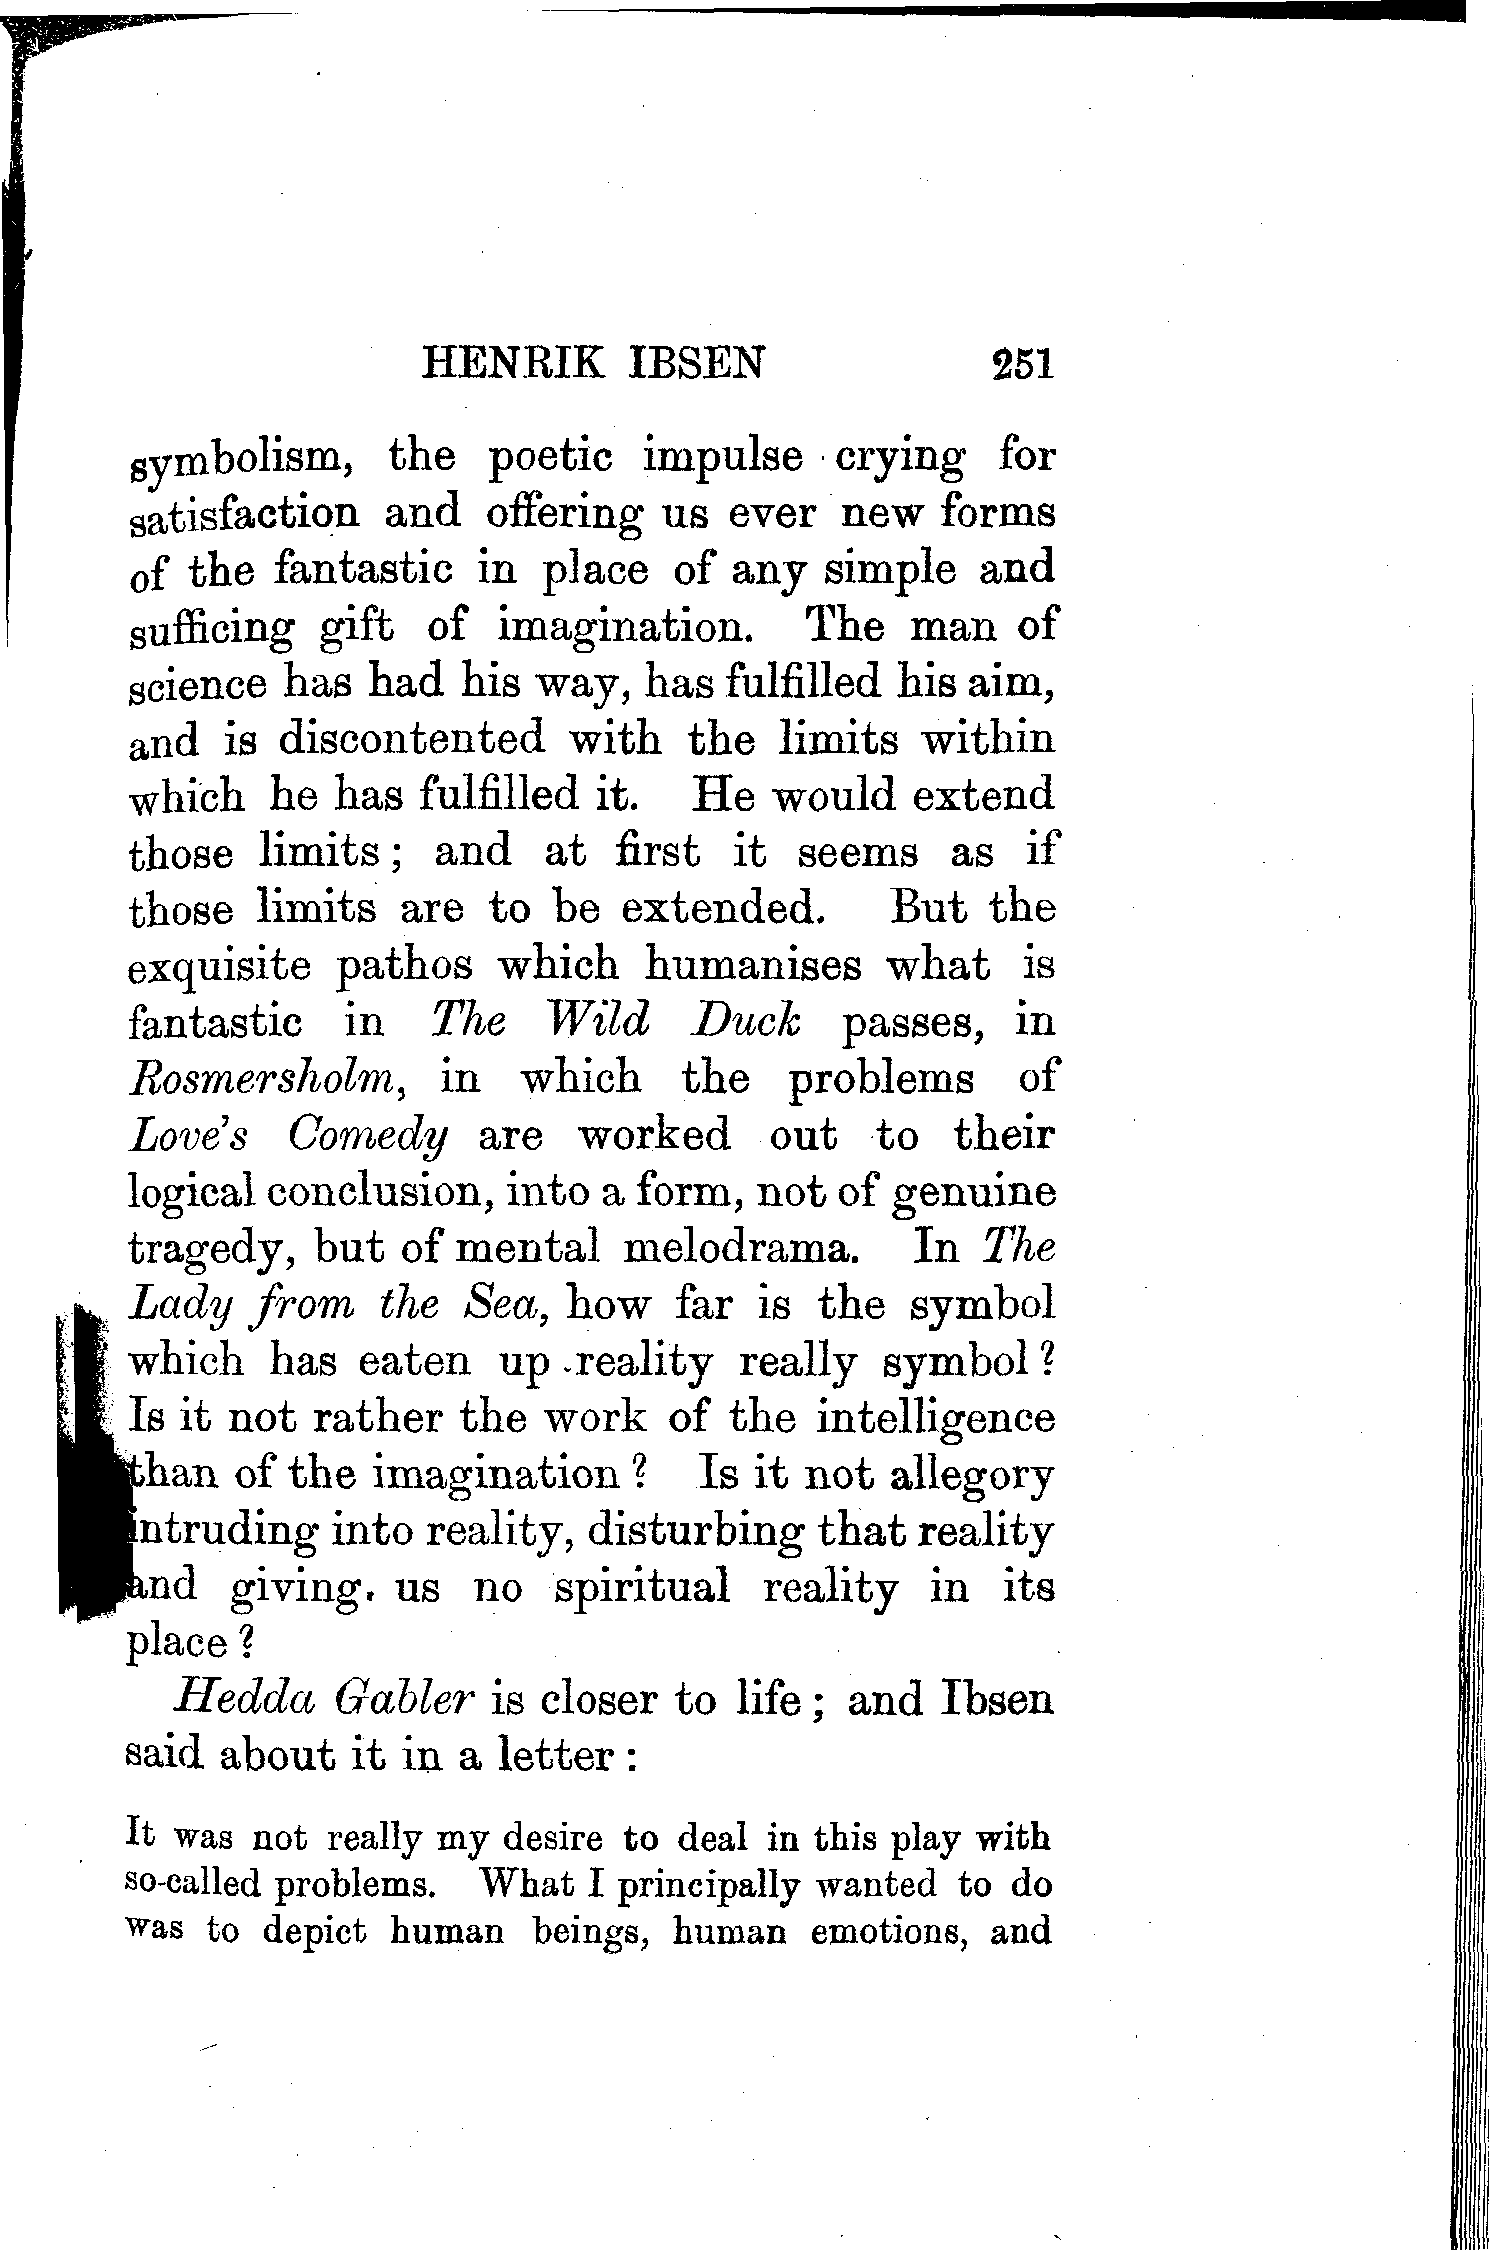 HENRIK IBSEN 251
symbolism, the poetic impulse crying for
satisfaction and offering us ever new forms
of the fantastic in place of any simple and
sufficing gift of imagination. The man of
science has had his way, has fulfilled his aim,
and is discontented with the limits within
which he has fulfilled it. He would extend
those limits; and at first it seems as if
those limits are to be extended. But the
exquisite pathos which humanises what is
fantastic in The Wild Duck passes, in
Rosmersholm, in which the problems of
Love's Comedy are worked out to their
logical conclusion, into a form, not of genuine
tragedy, but of mental melodrama. In The
Lady from the Sea, how far is the symbol
which has eaten up reality really symbol?
Is it not rather the work of the intelligence
than of the imagination? Is it not allegory
intruding into reality, disturbing that reality
and giving us no spiritual reality in its
place?
Hedda Gabler is closer to life; and Ibsen
said about it in a letter:
It was not really my desire to deal in this play with
so-called problems. What I principally wanted to do
was to depict human beings, human emotions, and